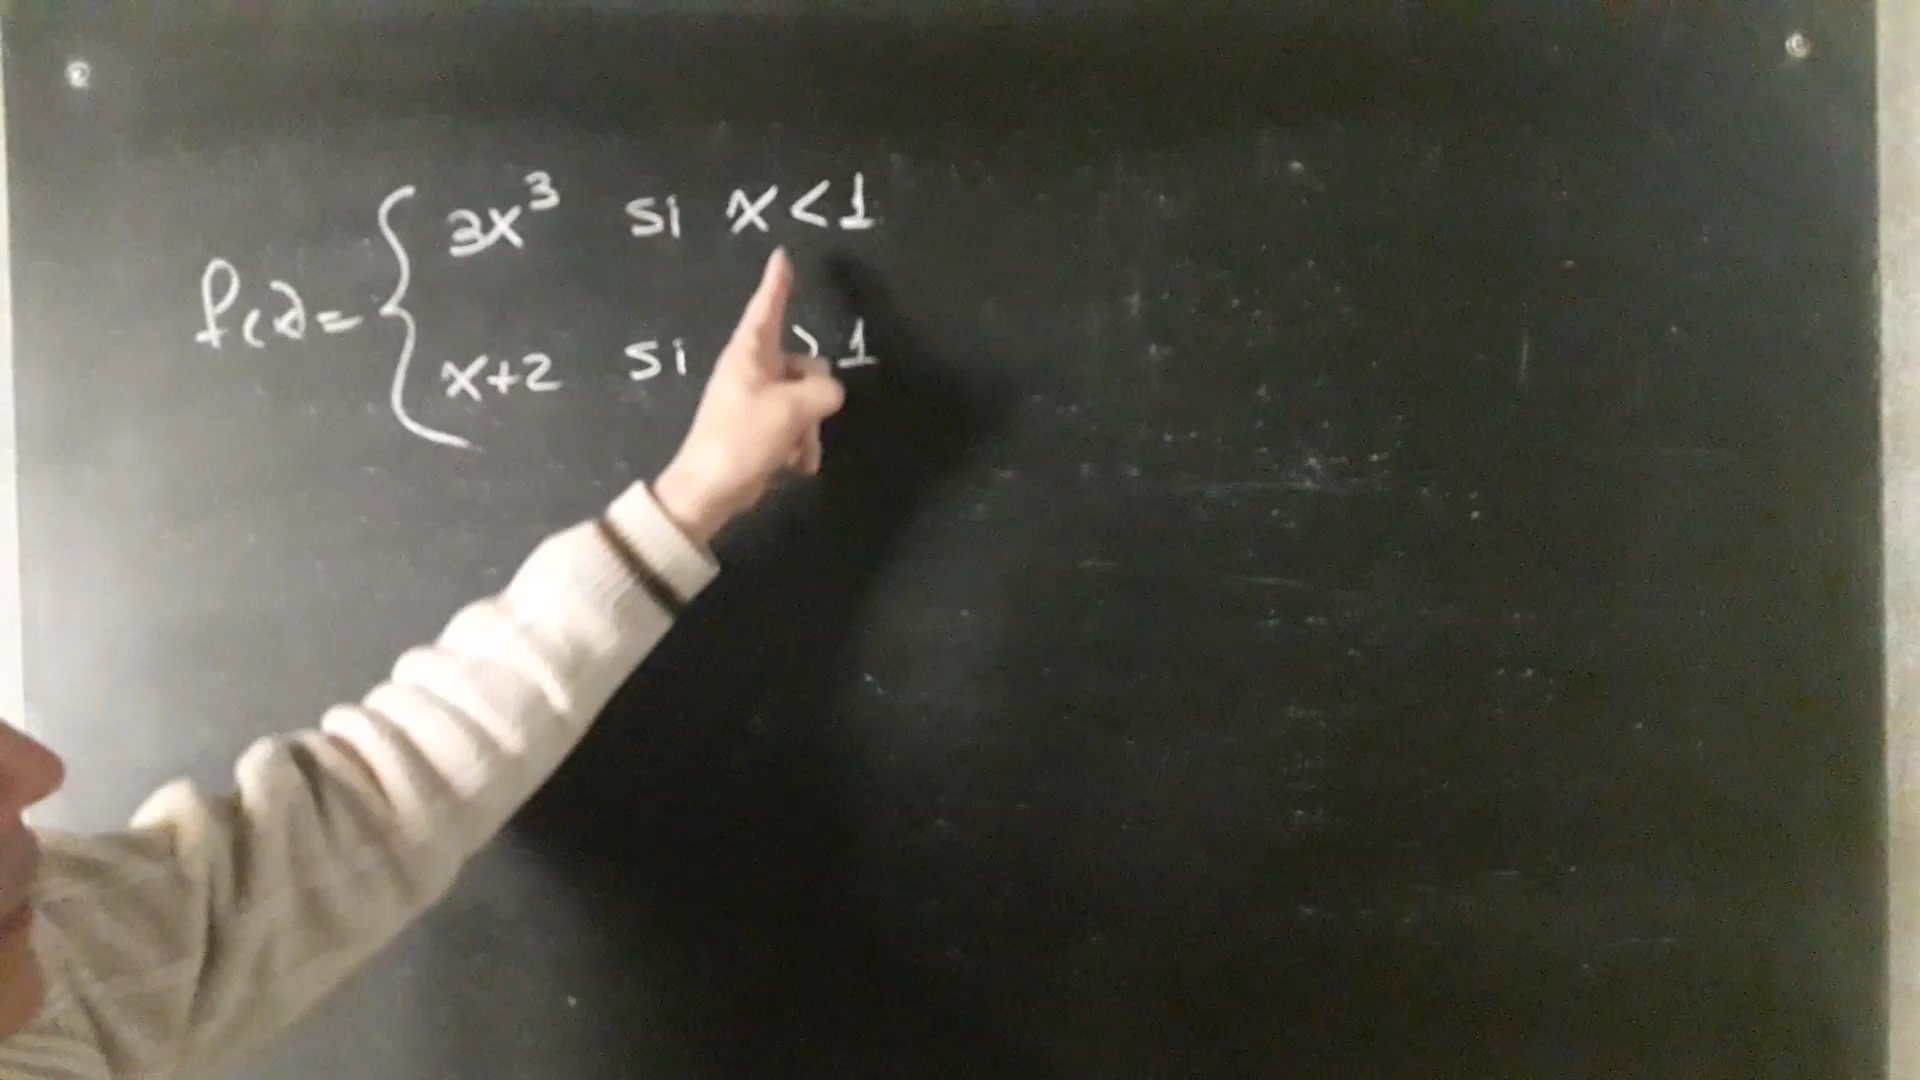 f(x)=
3x³ si x<1
x+2 si >1